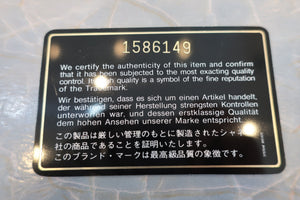 1586149
We certify the authenticity of this item and confirm
that it has been subjected to the most exacting quality
control. Its high quality is a symbol of the fine reputation
of the Trademark.
Wir bestätigen, dass es sich um einen Artikel handelt,
der während seiner Herstellung strengsten Kontrollen
unterworfen war, und dessen erstklassige Qualität
dem hohen Ansehen unserer Marke entspricht.
この製品は厳しい管理のもとに製造されたシャネル
社の商品であることを証明いたします。
このブランド・マークは最高級品質の象徴です。